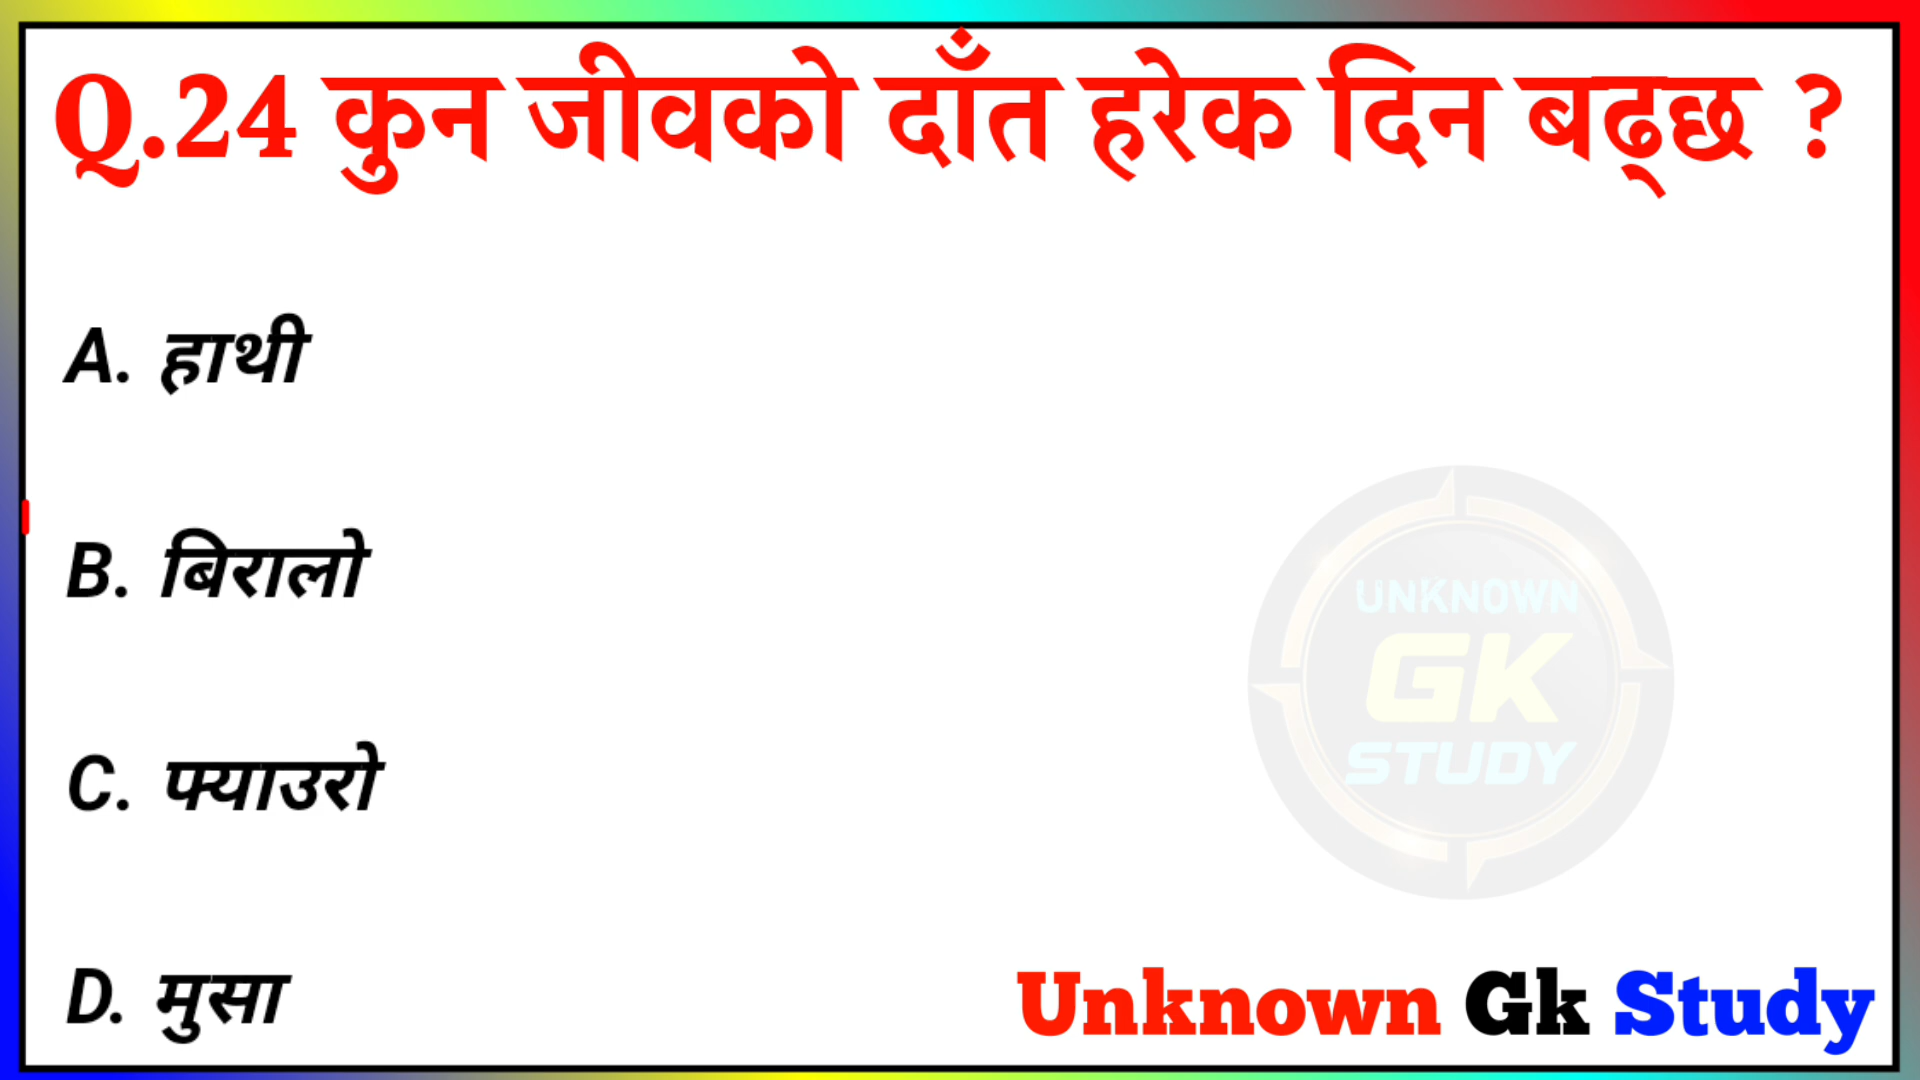 Q.24 कुन जीवको दाँत हरेक दिन बढ्छ ?
A. हाथी
B. बिरालो
C. फ्याउरो
D. मुसा
UNKNOWN
GK
STUDY
Unknown Gk Study